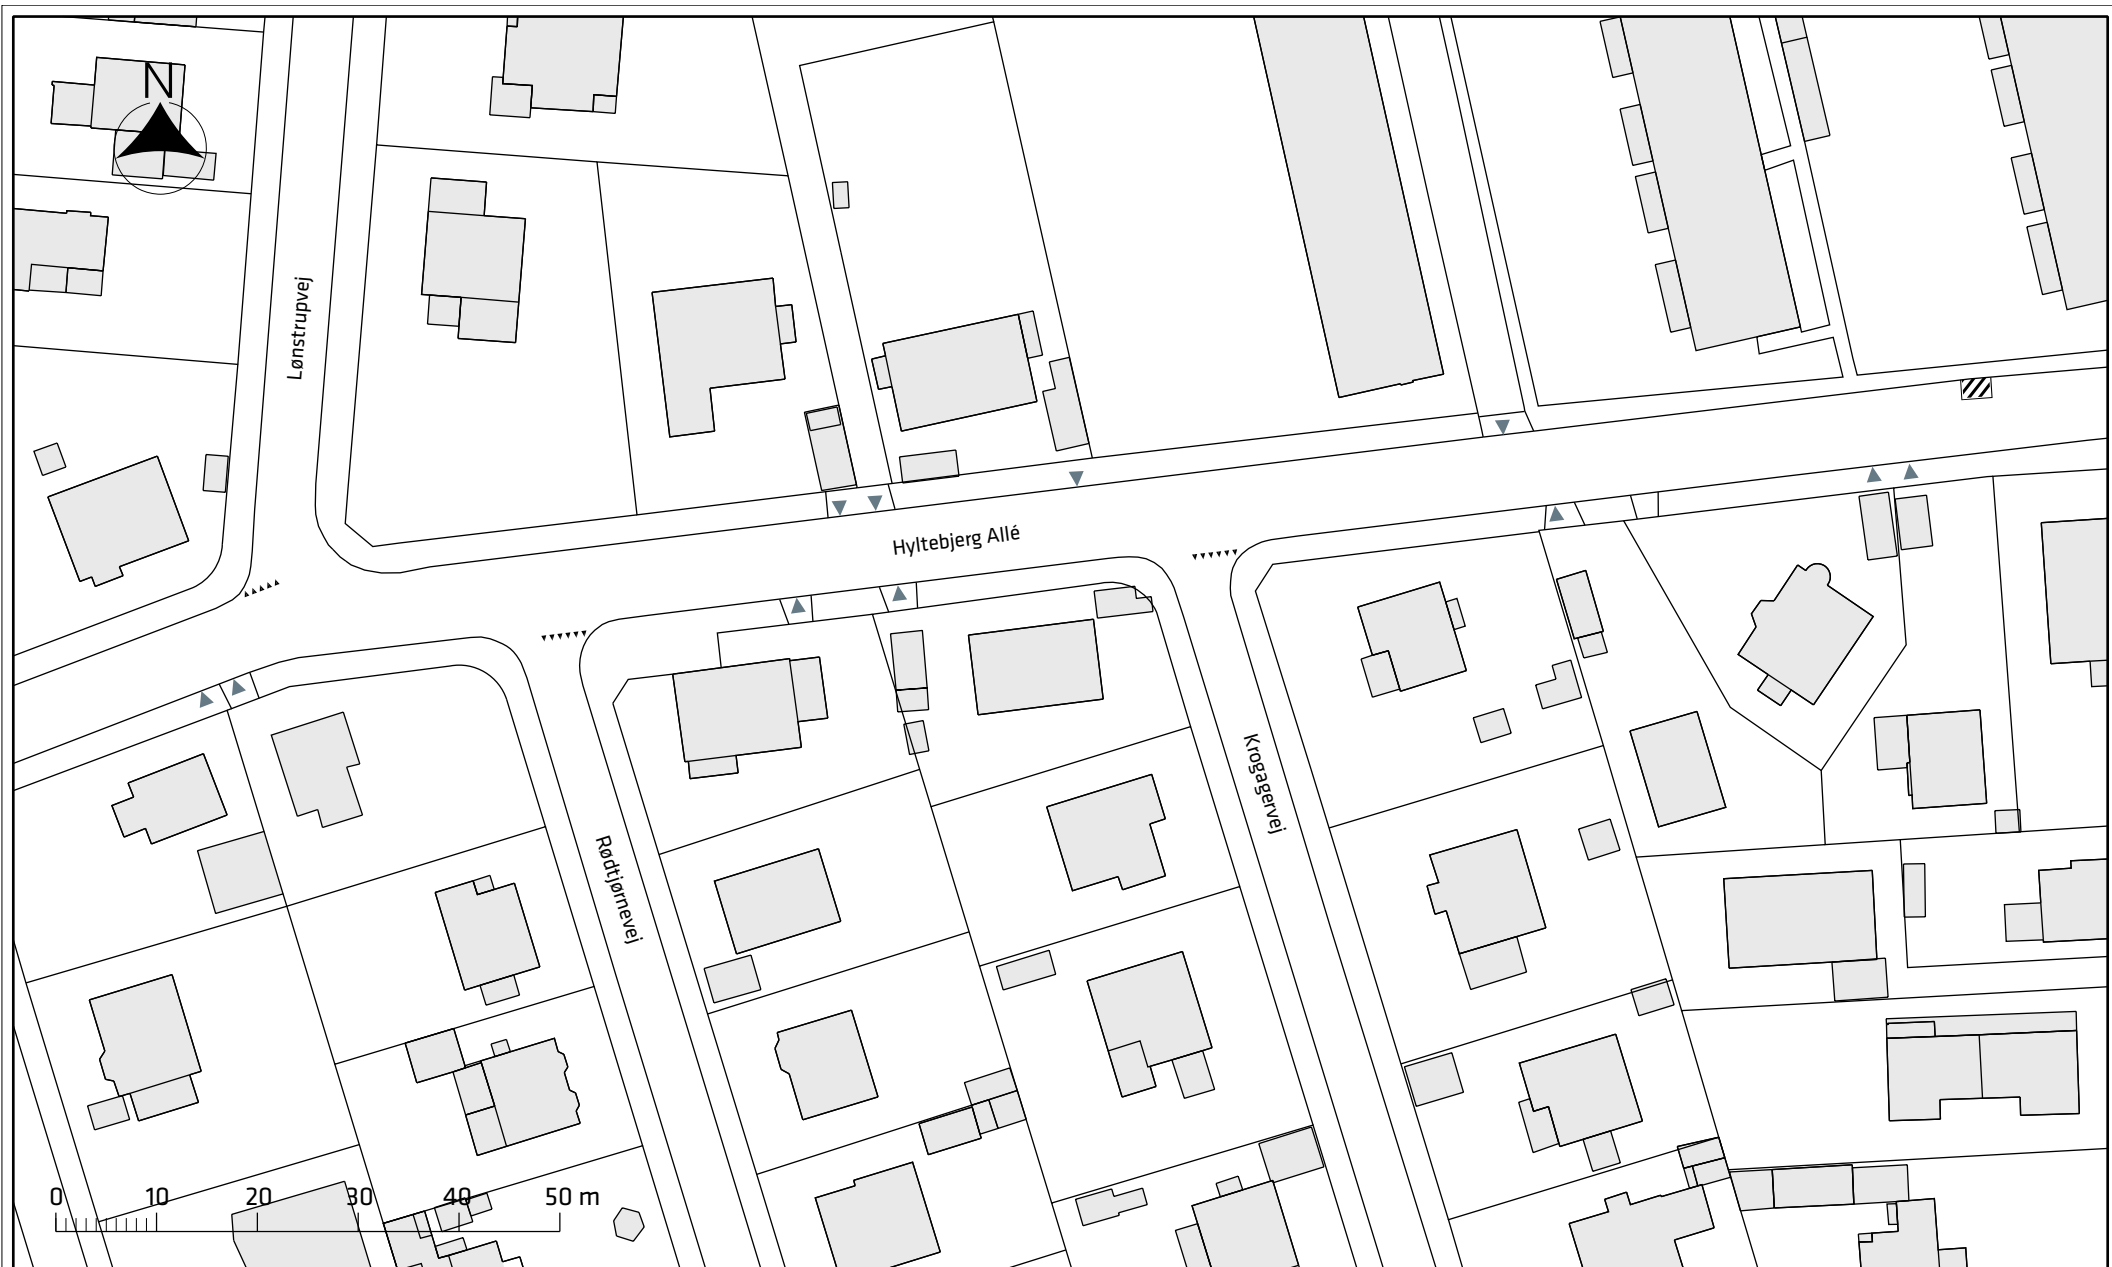 N
Lønstrupvej
Hyltebjerg Allé
Krogagervej
Rødtjørnevej
0 10 20 30 40 50 m